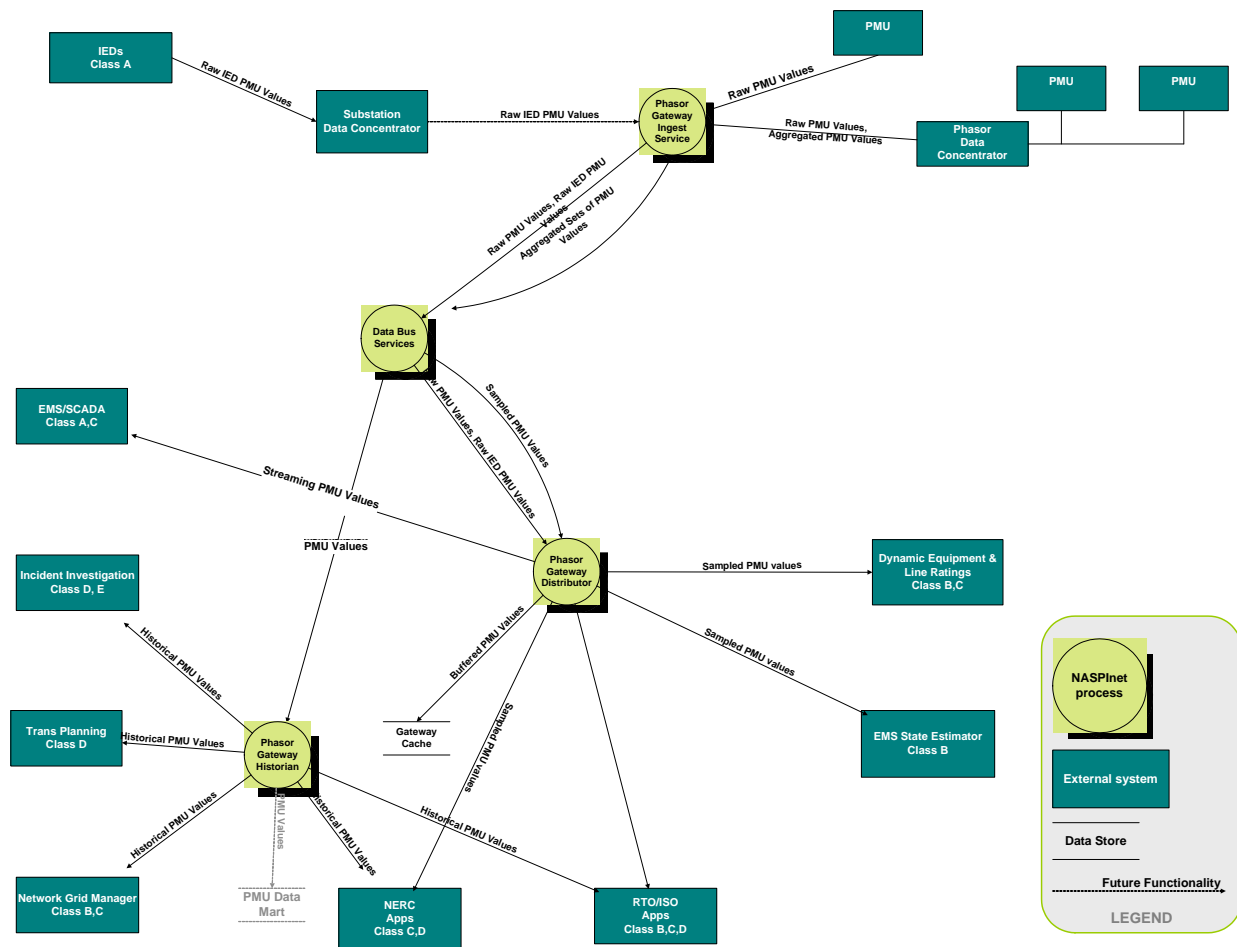 PMU
IEDs
Class A
Raw IED PMU Values
Substation
Data Concentrator
Raw IED PMU Values
Phasor
Gateway
Ingest
Service
Raw PMU Values
PMU
PMU
Raw PMU Values,
Aggregated PMU Values
Phasor
Data
Concentrator
Raw PMU Values, Raw IED PMU
Values
Aggregated Sets of PMU
Values
Data Bus
Services
Raw PMU Values, Raw IED PMU Values
Sampled PMU Values
EMS/SCADA
Class A,C
Streaming PMU Values
PMU Values
Phasor
Gateway
Distributor
Sampled PMU values
Dynamic Equipment &
Line Ratings
Class B,C
Incident Investigation
Class D, E
Historical PMU Values
Buffered PMU Values
Sampled PMU values
Sampled PMU values
EMS State Estimator
Class B
Trans Planning
Class D
Historical PMU Values
Phasor
Gateway
Historian
Gateway
Cache
Historical PMU Values
PMU Values
Historical PMU Values
Historical PMU Values
Network Grid Manager
Class B,C
PMU Data
Mart
NERC
Apps
Class C,D
RTO/ISO
Apps
Class B,C,D
NASPInet
process
External system
Data Store
Future Functionality
LEGEND